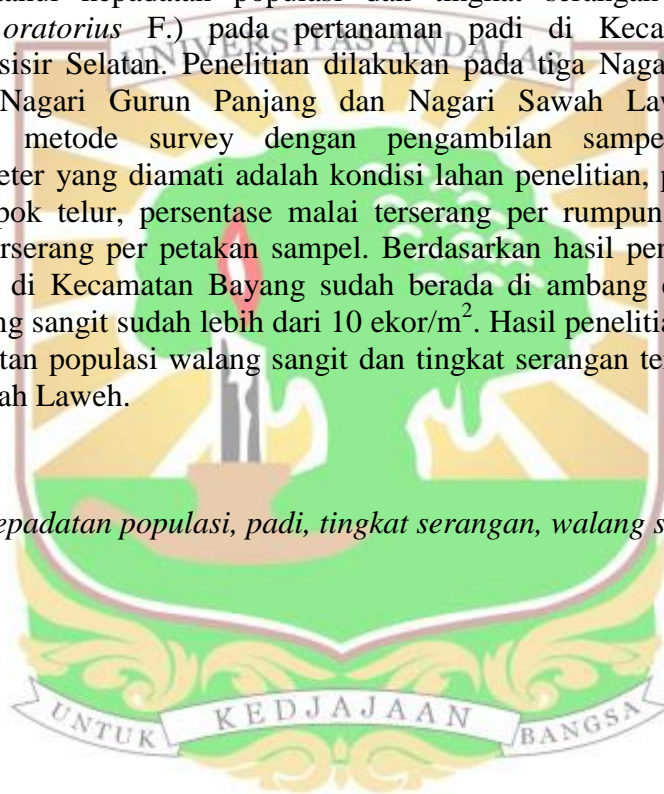 oratorius F.) pada pertanaman padi di Keca
UNIVERSITAS ANDALAS
sisir Selatan. Penelitian dilakukan pada tiga Naga
Nagari Gurun Panjang dan Nagari Sawah Law
metode survey dengan pengambilan sampe
eter yang diamati adalah kondisi lahan penelitian, p
pok telur, persentase malai terserang per rumpun
erserang per petakan sampel. Berdasarkan hasil pen
di Kecamatan Bayang sudah berada di ambang
ng sangit sudah lebih dari 10 ekor/m². Hasil penelitia
tan populasi walang sangit dan tingkat serangan te
ah Laweh.
epadatan populasi, padi, tingkat serangan, walang s
UNTUK KEDJAJAAN BANGSA